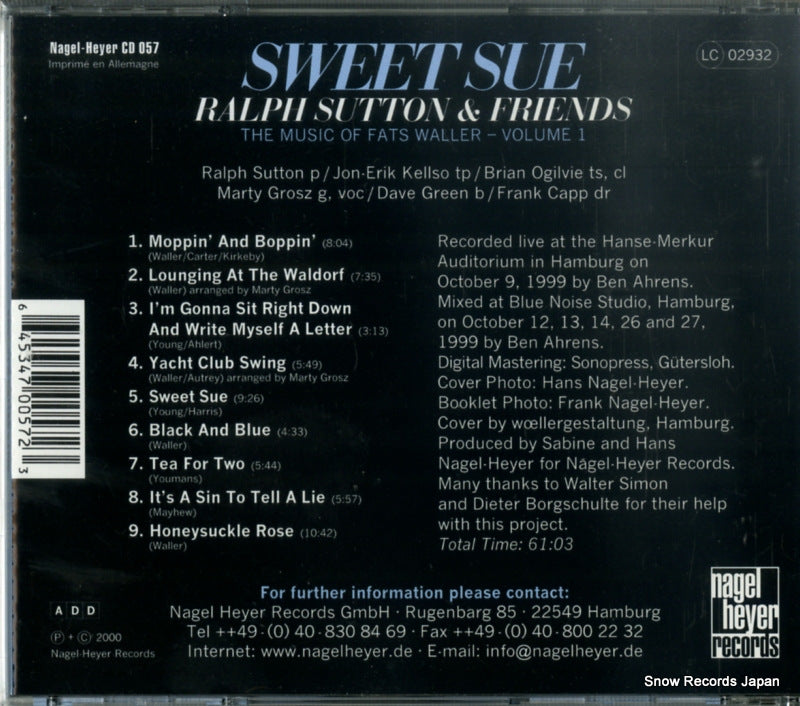 Nagel-Heyer CD 057
Imprimé en Allemagne
SWEET SUE
RALPH SUTTON & FRIENDS
THE MUSIC OF FATS WALLER – VOLUME 1
LC 02932
Ralph Sutton p/Jon-Erik Kellso tp/Brian Ogilvie ts, cl
Marty Grosz g, voc/Dave Green b/Frank Capp dr
1. Moppin' And Boppin' (8:04)
(Waller/Carter/Kirkeby)
2. Lounging At The Waldorf (7:35)
(Waller) arranged by Marty Grosz
3. I'm Gonna Sit Right Down
And Write Myself A Letter (3:13)
(Young/Ahlert)
4. Yacht Club Swing (5:49)
(Waller/Autrey) arranged by Marty Grosz
5. Sweet Sue (9:26)
(Young/Harris)
6. Black And Blue (4:33)
(Waller)
7. Tea For Two (5:44)
(Youmans)
8. It's A Sin To Tell A Lie (5:57)
(Mayhew)
9. Honeysuckle Rose (10:42)
(Waller)
Recorded live at the Hanse-Merkur
Auditorium in Hamburg on
October 9, 1999 by Ben Ahrens.
Mixed at Blue Noise Studio, Hamburg,
on October 12, 13, 14, 26 and 27,
1999 by Ben Ahrens.
Digital Mastering: Sonopress, Gütersloh.
Cover Photo: Hans Nagel-Heyer.
Booklet Photo: Frank Nagel-Heyer.
Cover by wœllergestaltung, Hamburg.
Produced by Sabine and Hans
Nagel-Heyer for Nagel-Heyer Records.
Many thanks to Walter Simon
and Dieter Borgschulte for their help
with this project.
Total Time: 61:03
6 45347 00572 3
For further information please contact:
Nagel Heyer Records GmbH · Rugenbarg 85 · 22549 Hamburg
Tel ++49-(0) 40-830 84 69 · Fax ++49-(0) 40-800 22 32
Internet: www.nagelheyer.de · E-mail: info@nagelheyer.de
A D D
℗ + © 2000
Nagel-Heyer Records
nagel
heyer
records
Snow Records Japan